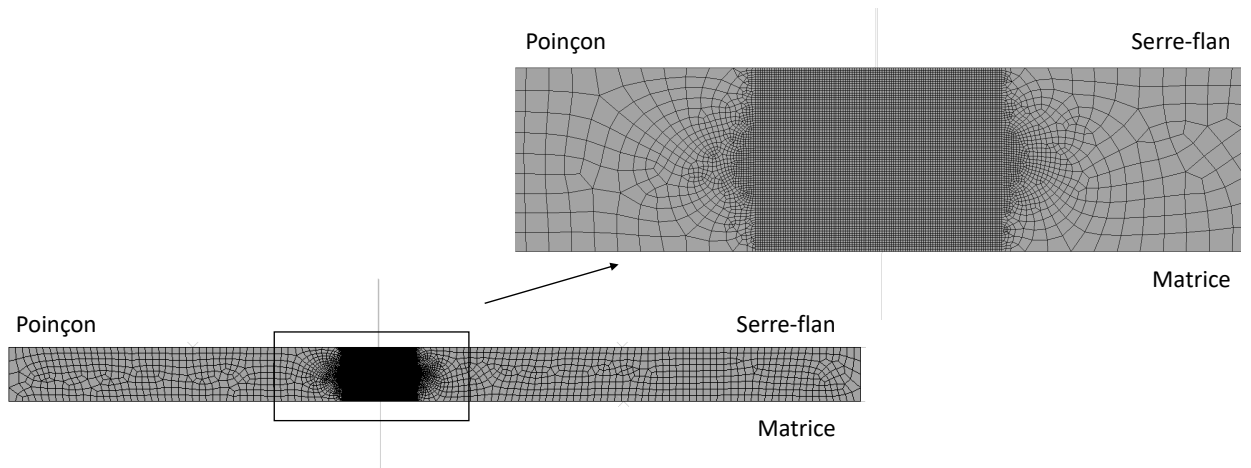 Poinçon
Serre-flan
Matrice
Poinçon
Serre-flan
Matrice